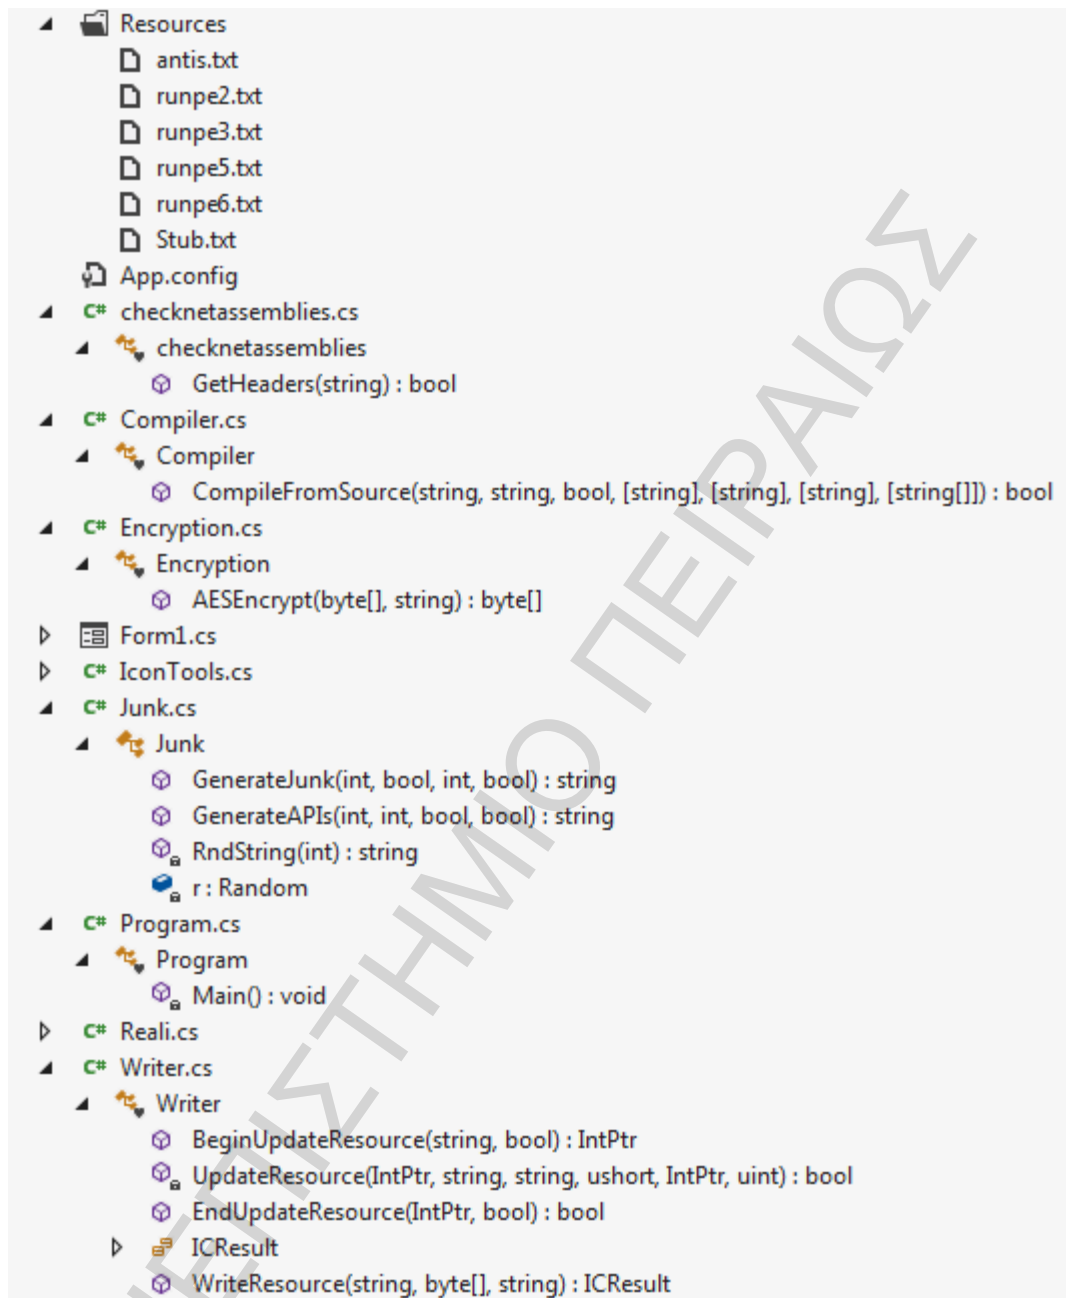 Resources
antis.txt
runpe2.txt
runpe3.txt
runpe5.txt
runpe6.txt
Stub.txt
App.config
C# checknetassemblies.cs
checknetassemblies
GetHeaders(string) : bool
C# Compiler.cs
Compiler
CompileFromSource(string, string, bool, [string], [string], [string], [string[]]) : bool
C# Encryption.cs
Encryption
AESEncrypt(byte[], string) : byte[]
Form1.cs
C# IconTools.cs
C# Junk.cs
Junk
GenerateJunk(int, bool, int, bool) : string
GenerateAPIs(int, int, bool, bool) : string
RndString(int) : string
r : Random
C# Program.cs
Program
Main() : void
C# Reali.cs
C# Writer.cs
Writer
BeginUpdateResource(string, bool) : IntPtr
UpdateResource(IntPtr, string, string, ushort, IntPtr, uint) : bool
EndUpdateResource(IntPtr, bool) : bool
ICResult
WriteResource(string, byte[], string) : ICResult
ΝΕΠΙΣΤΗΜΙΟ ΠΕΙΡΑΙΩΣ